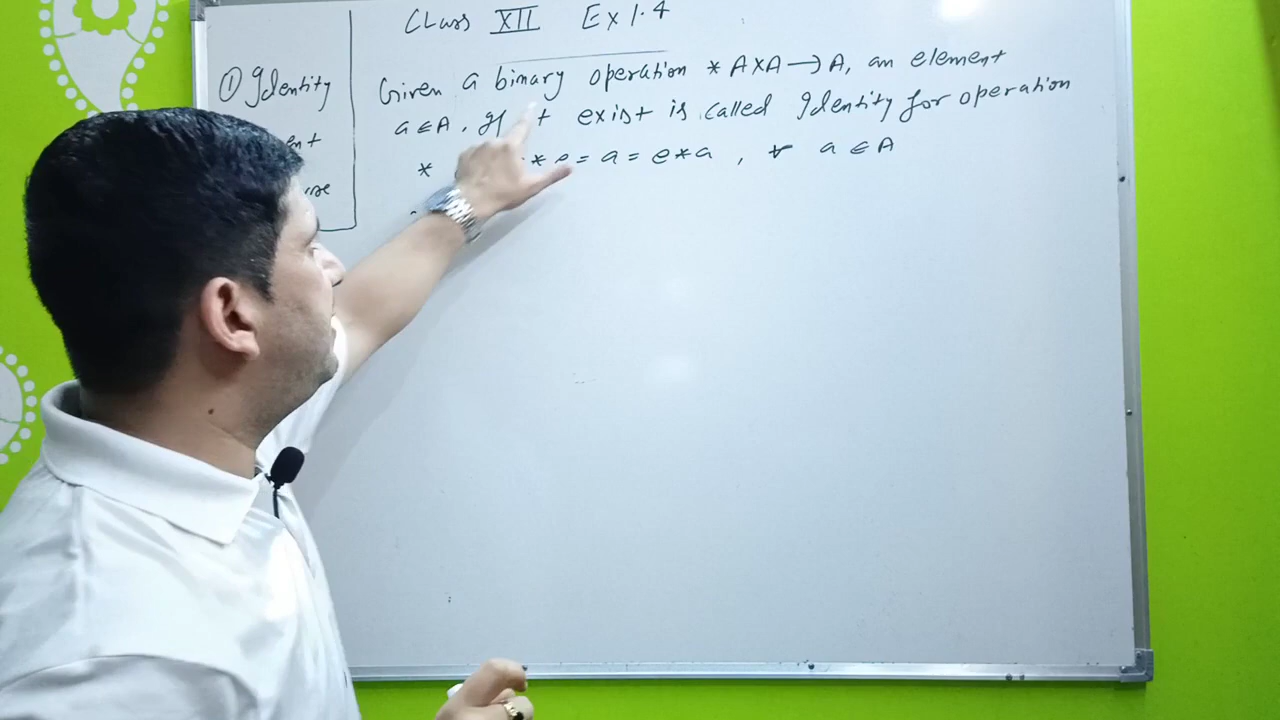 Class XII Ex 1.4
① Identity
Given a binary operation * A×A→A, an element
a∈A, If t exist is called Identity for operation
* * e = a = e*a , ∀ a∈A